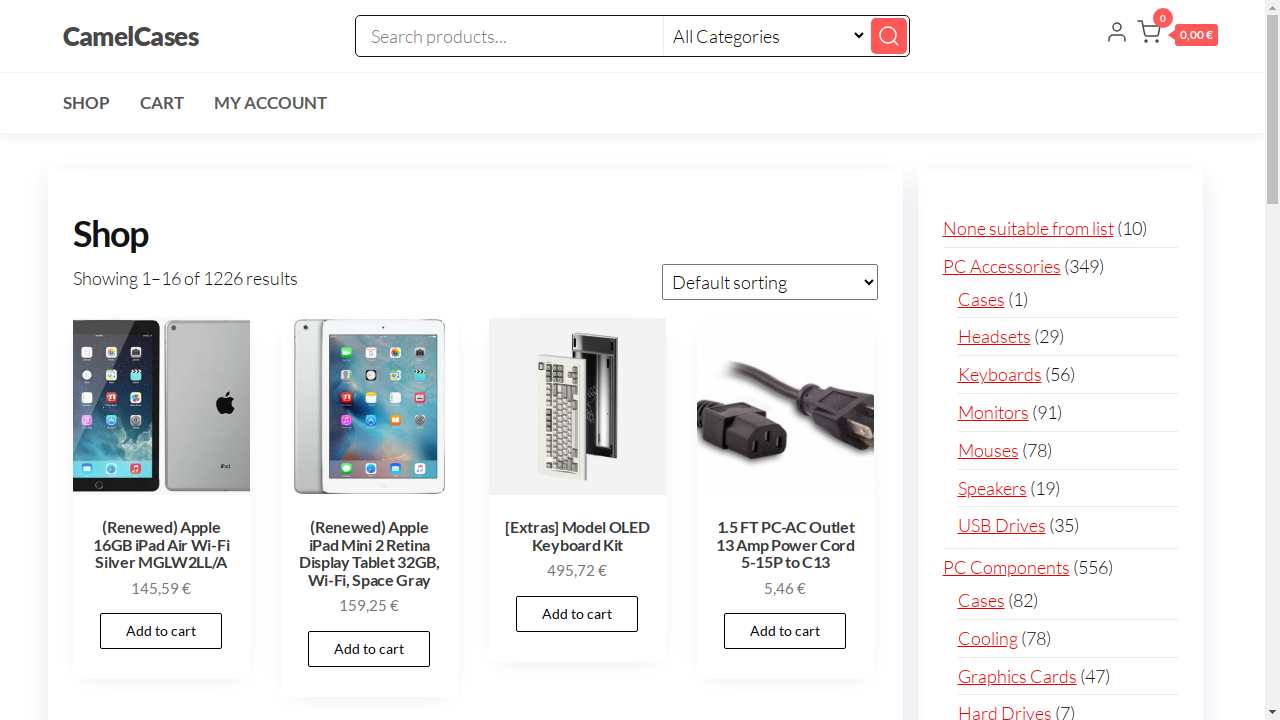 CamelCases
Search products...
All Categories
0
0,00 €
SHOP
CART
MY ACCOUNT
Shop
Showing 1–16 of 1226 results
Default sorting
(Renewed) Apple
16GB iPad Air Wi-Fi
Silver MGLW2LL/A
145,59 €
Add to cart
(Renewed) Apple
iPad Mini 2 Retina
Display Tablet 32GB,
Wi-Fi, Space Gray
159,25 €
Add to cart
[Extras] Model OLED
Keyboard Kit
495,72 €
Add to cart
1.5 FT PC-AC Outlet
13 Amp Power Cord
5-15P to C13
5,46 €
Add to cart
None suitable from list (10)
PC Accessories (349)
Cases (1)
Headsets (29)
Keyboards (56)
Monitors (91)
Mouses (78)
Speakers (19)
USB Drives (35)
PC Components (556)
Cases (82)
Cooling (78)
Graphics Cards (47)
Hard Drives (7)